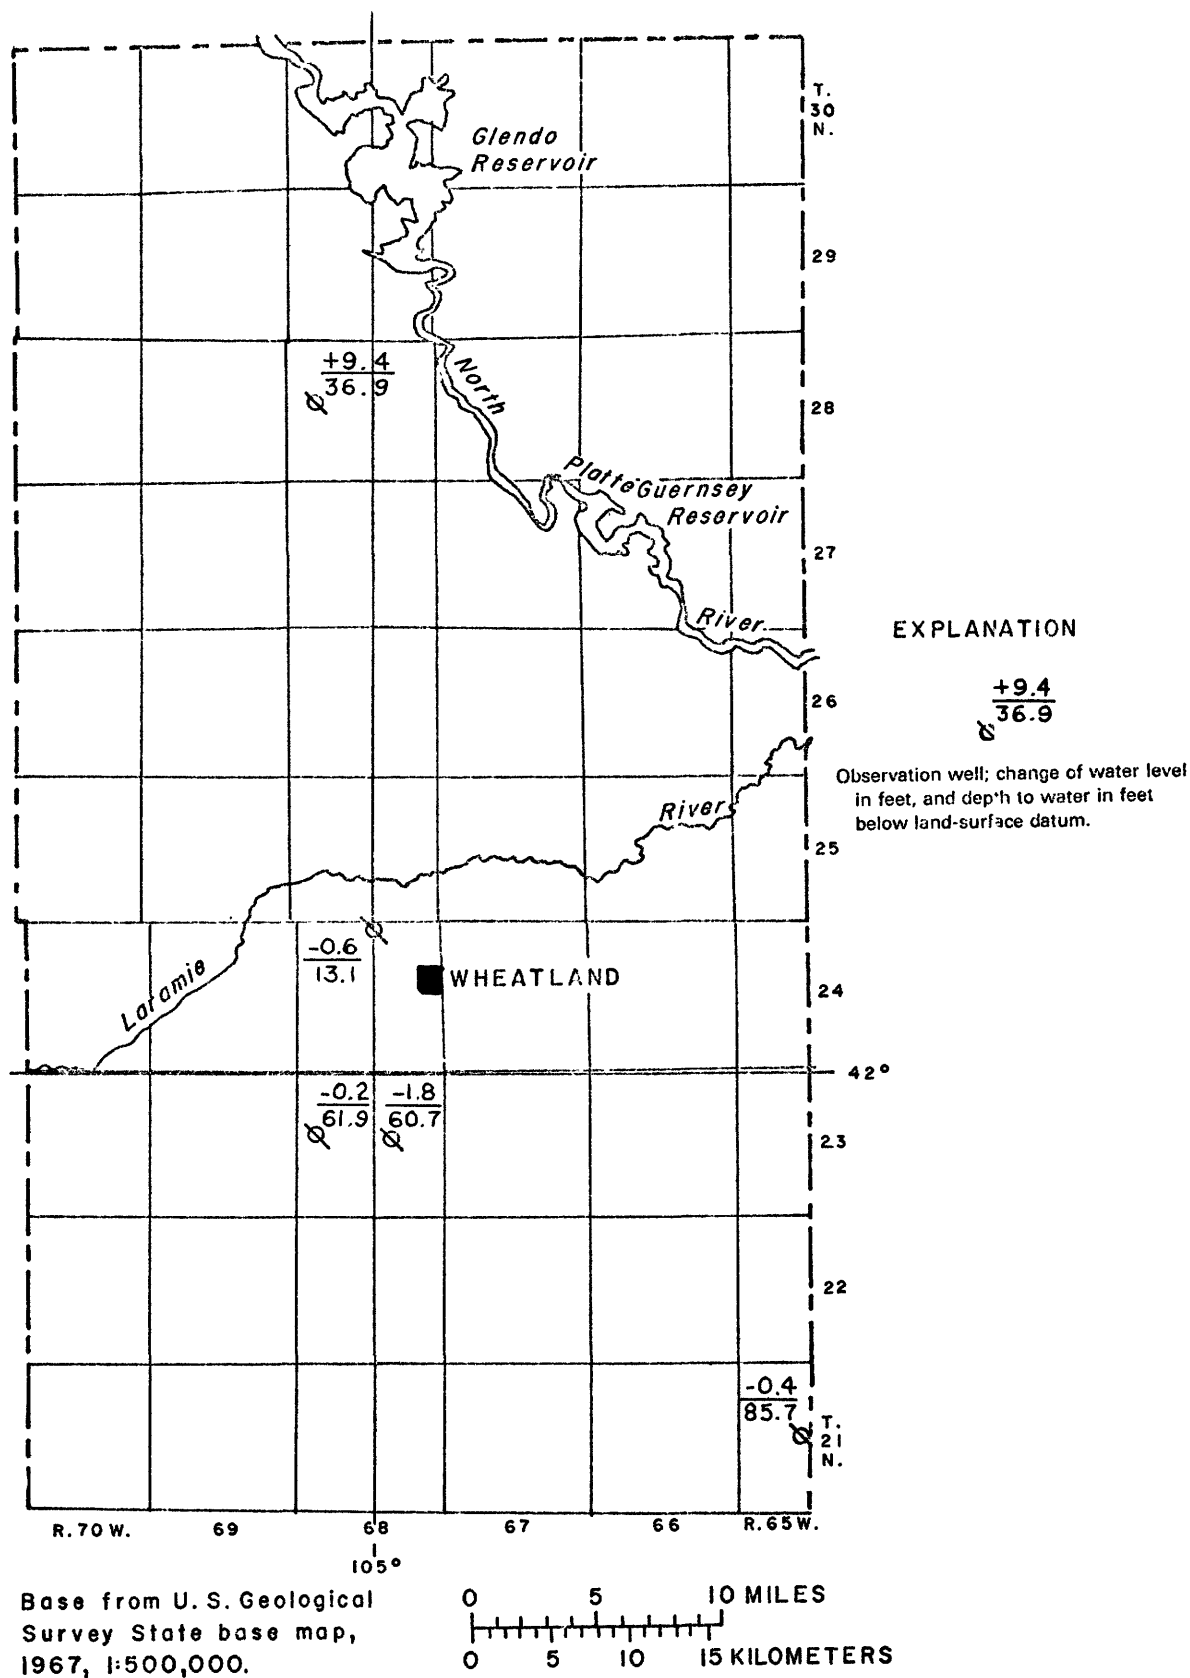 T.
30
N.
Glendo
Reservoir
29
+9.4
36.9
North
28
Platte
Guernsey
Reservoir
27
River
EXPLANATION
26
+9.4
36.9
Observation well; change of water level
in feet, and depth to water in feet
below land-surface datum.
River
25
-0.6
13.1
Laramie
WHEATLAND
24
42°
-0.2
61.9
-1.8
60.7
23
22
-0.4
85.7
T.
21
N.
R. 70 W. 69 68 67 66 R. 65 W.
105°
Base from U. S. Geological
Survey State base map,
1967, 1:500,000.
0 5 10 MILES
0 5 10 15 KILOMETERS